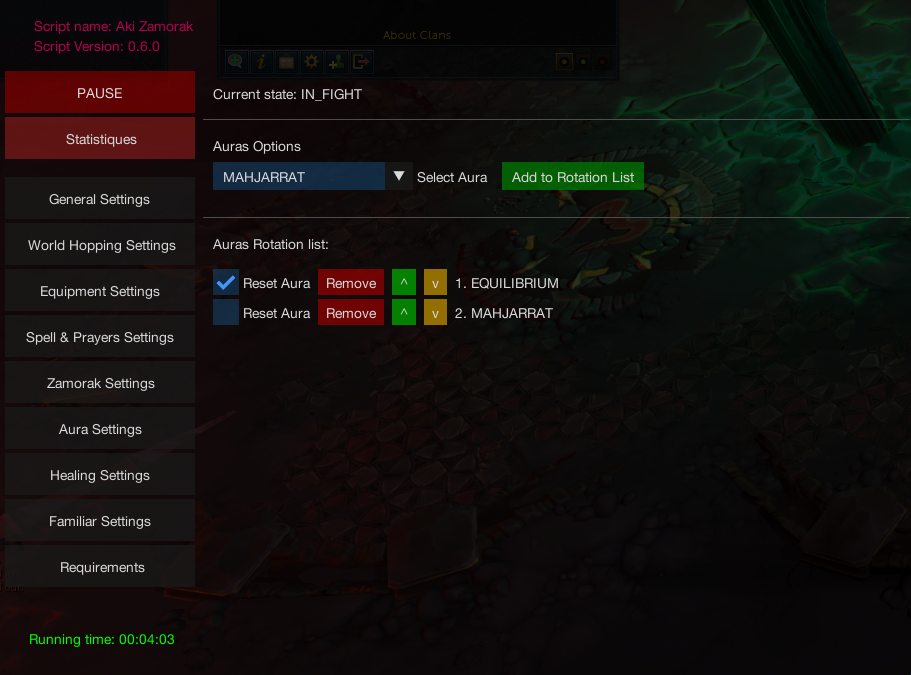 Script name: Aki Zamorak
Script Version: 0.6.0
About Clans
PAUSE
Statistiques
General Settings
World Hopping Settings
Equipment Settings
Spell & Prayers Settings
Zamorak Settings
Aura Settings
Healing Settings
Familiar Settings
Requirements
Running time: 00:04:03
Current state: IN_FIGHT
Auras Options
MAHJARRAT ▼ Select Aura Add to Rotation List
Auras Rotation list:
Reset Aura Remove ^ v 1. EQUILIBRIUM
Reset Aura Remove ^ v 2. MAHJARRAT